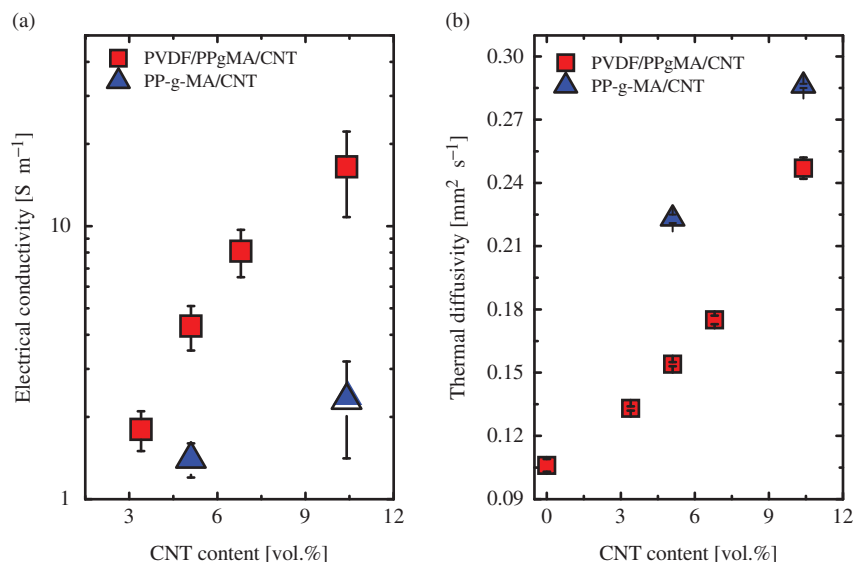 (a)
PVDF/PPgMA/CNT
PP-g-MA/CNT
Electrical conductivity [S m⁻¹]
10
1
3
6
9
12
CNT content [vol.%]
(b)
PVDF/PPgMA/CNT
PP-g-MA/CNT
Thermal diffusivity [mm² s⁻¹]
0.30
0.27
0.24
0.21
0.18
0.15
0.12
0.09
0
3
6
9
12
CNT content [vol.%]